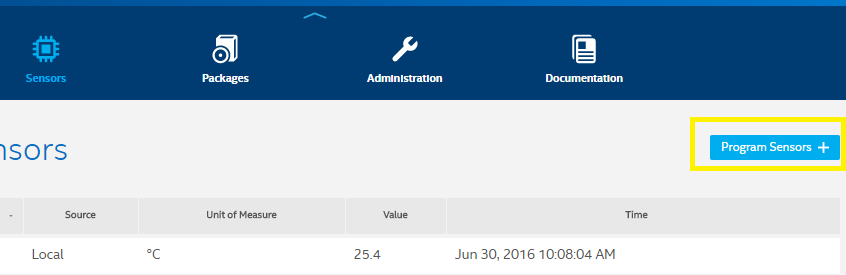 Sensors Packages Administration Documentation
nsors
Program Sensors +
- Source Unit of Measure Value Time
Local °C 25.4 Jun 30, 2016 10:08:04 AM